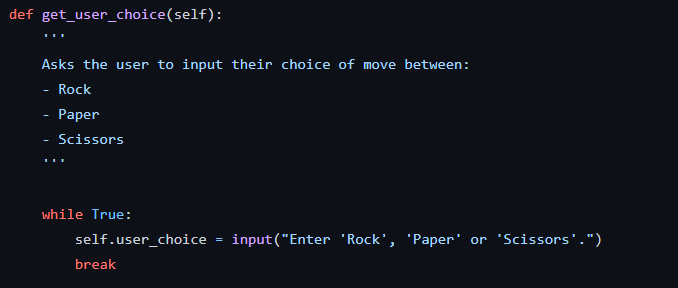 def get_user_choice(self):
    '''
    Asks the user to input their choice of move between:
    - Rock
    - Paper
    - Scissors
    '''
    while True:
        self.user_choice = input("Enter 'Rock', 'Paper' or 'Scissors'.")
        break